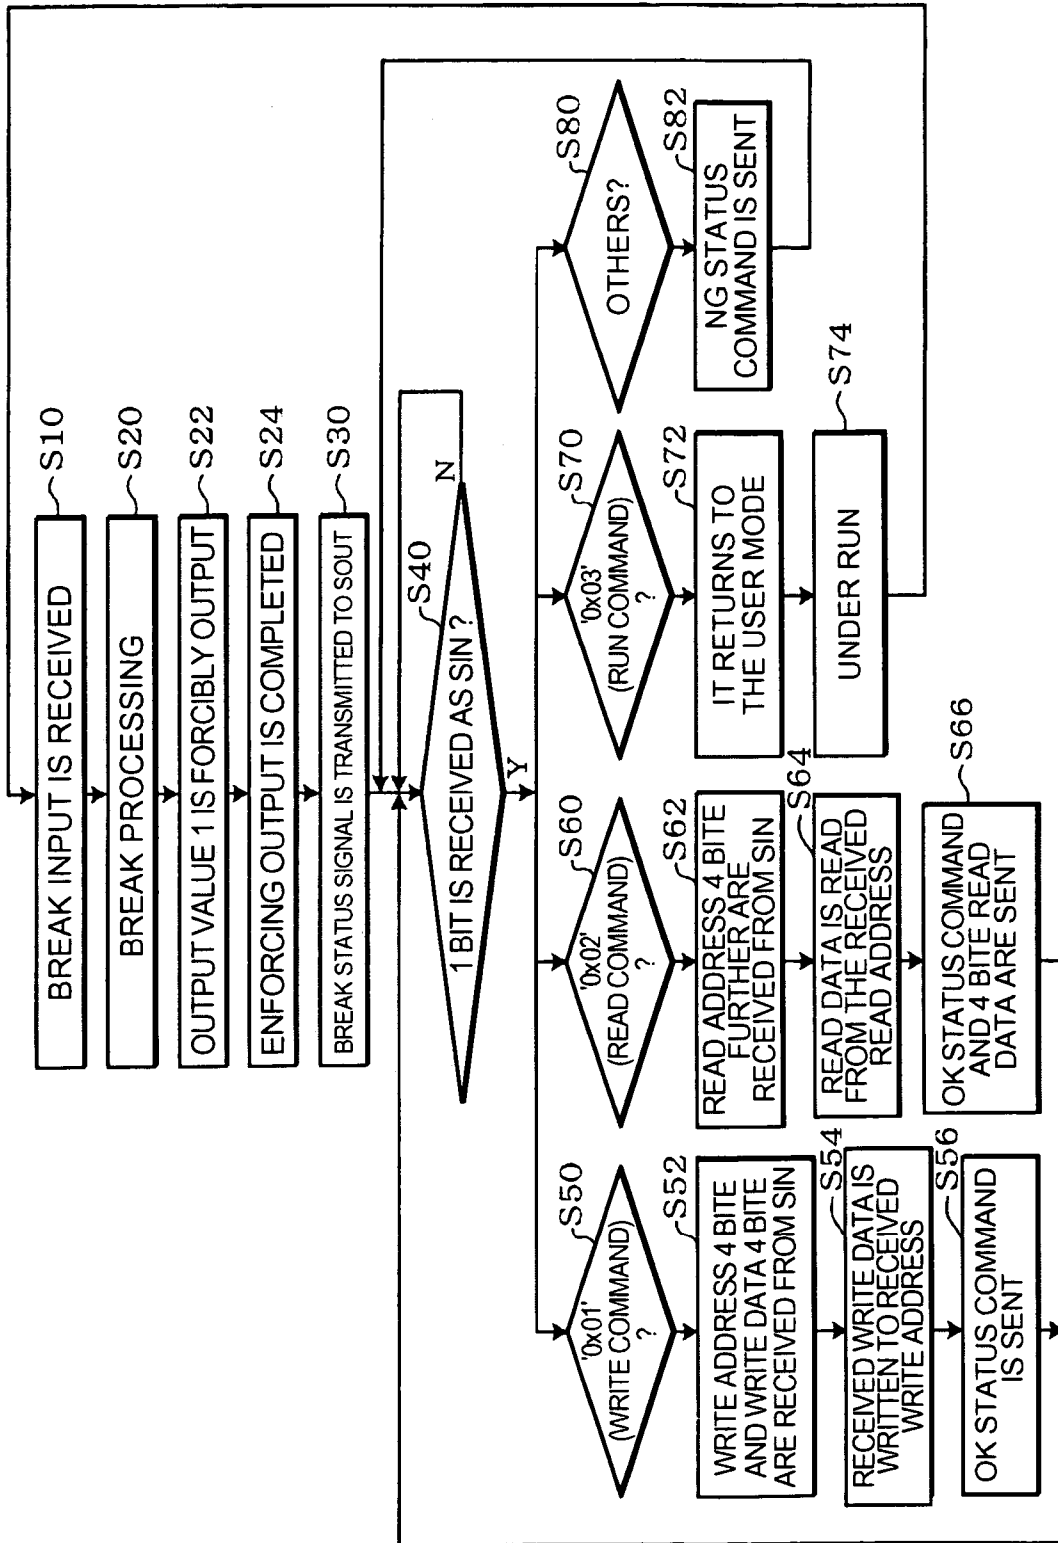 BREAK INPUT IS RECEIVED
S10
BREAK PROCESSING
S20
OUTPUT VALUE 1 IS FORCIBLY OUTPUT
S22
ENFORCING OUTPUT IS COMPLETED
S24
BREAK STATUS SIGNAL IS TRANSMITTED TO SOUT
S30
1 BIT IS RECEIVED AS SIN ?
S40
N
Y
'0x01'
(WRITE COMMAND)
?
S50
WRITE ADDRESS 4 BITE
AND WRITE DATA 4 BITE
ARE RECEIVED FROM SIN
S52
RECEIVED WRITE DATA IS
WRITTEN TO RECEIVED
WRITE ADDRESS
S54
OK STATUS COMMAND
IS SENT
S56
'0x02'
(READ COMMAND)
?
S60
READ ADDRESS 4 BITE
FURTHER ARE
RECEIVED FROM SIN
S62
READ DATA IS READ
FROM THE RECEIVED
READ ADDRESS
S64
OK STATUS COMMAND
AND 4 BITE READ
DATA ARE SENT
S66
'0x03'
(RUN COMMAND)
?
S70
IT RETURNS TO
THE USER MODE
S72
UNDER RUN
S74
OTHERS?
S80
NG STATUS
COMMAND IS SENT
S82